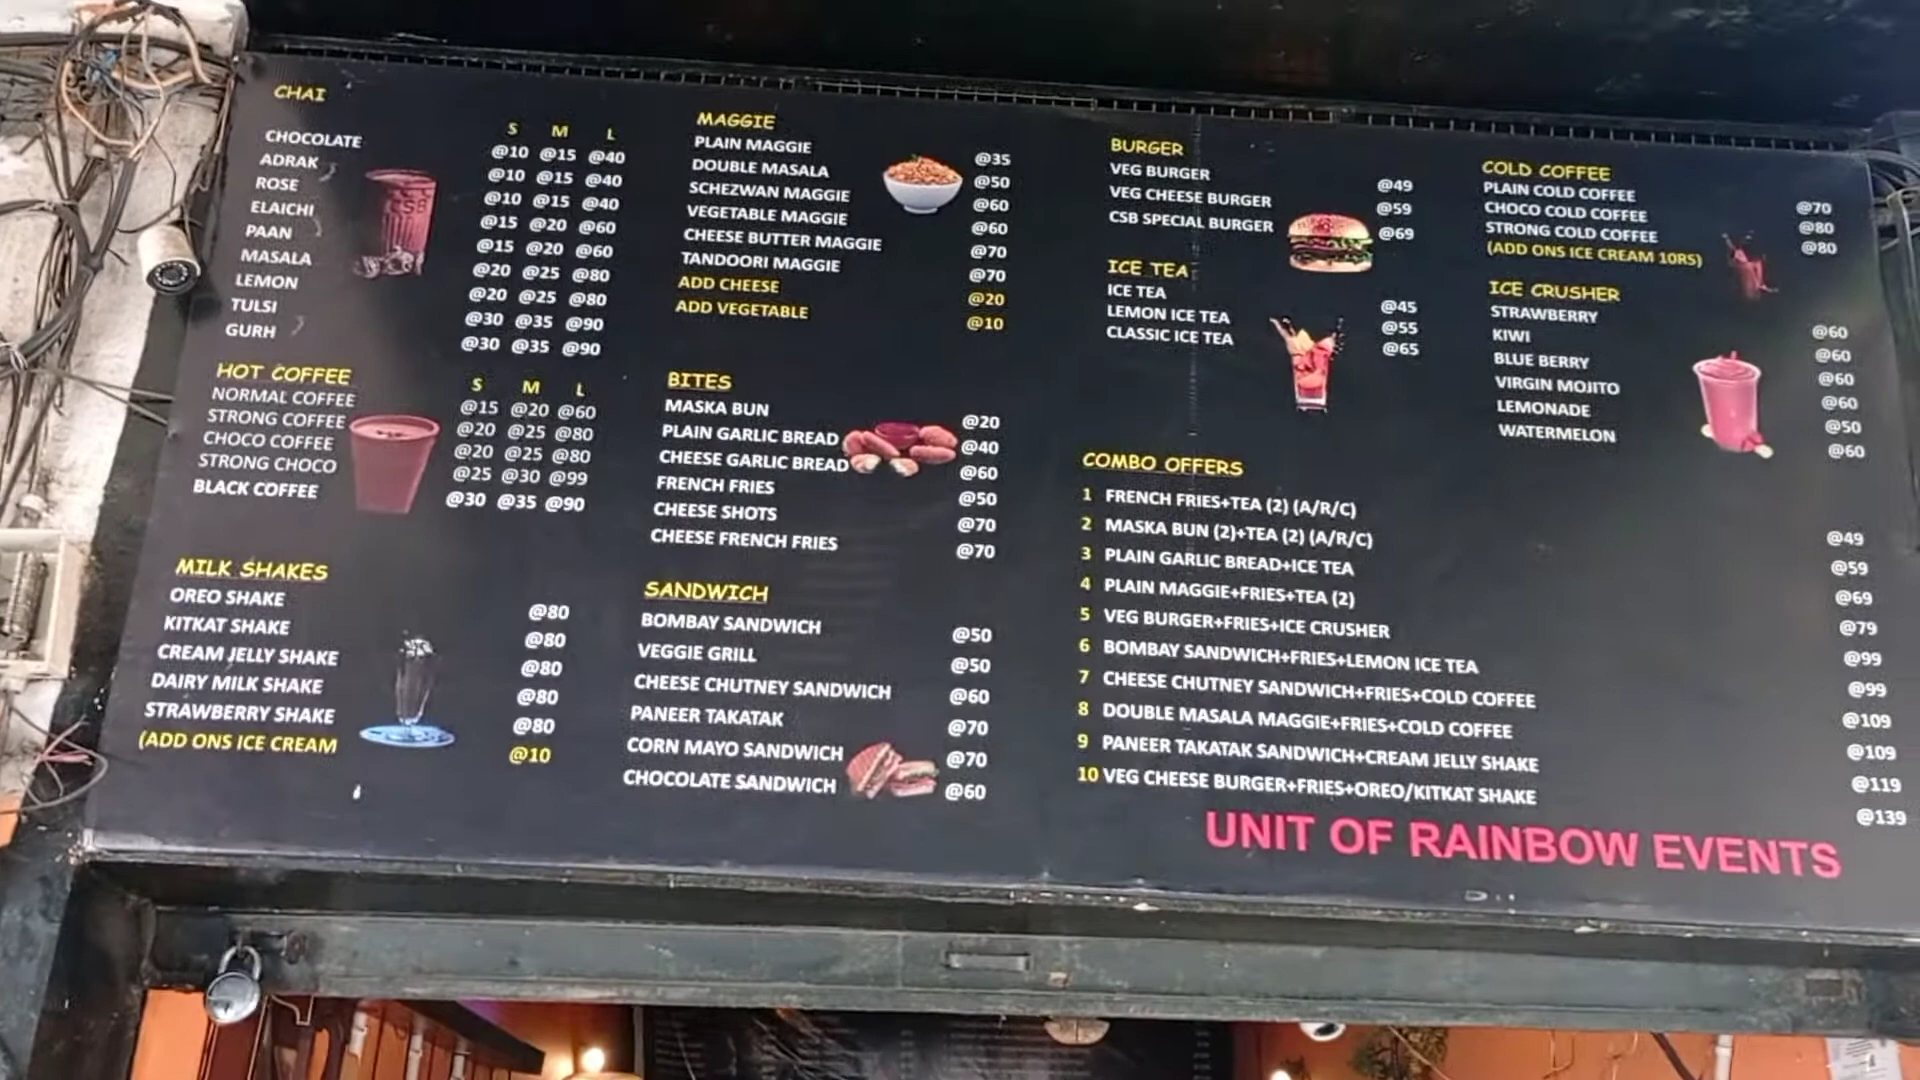 CHAI
S M L
CHOCOLATE @10 @15 @40
ADRAK @10 @15 @40
ROSE @10 @15 @40
ELAICHI @15 @20 @60
PAAN @15 @20 @60
MASALA @20 @25 @80
LEMON @20 @25 @80
TULSI @30 @35 @90
GURH @30 @35 @90
CSB
HOT COFFEE
S M L
NORMAL COFFEE @15 @20 @60
STRONG COFFEE @20 @25 @80
CHOCO COFFEE @20 @25 @80
STRONG CHOCO @25 @30 @99
BLACK COFFEE @30 @35 @90
MILK SHAKES
OREO SHAKE @80
KITKAT SHAKE @80
CREAM JELLY SHAKE @80
DAIRY MILK SHAKE @80
STRAWBERRY SHAKE @80
(ADD ONS ICE CREAM @10
MAGGIE
PLAIN MAGGIE @35
DOUBLE MASALA @50
SCHEZWAN MAGGIE @60
VEGETABLE MAGGIE @60
CHEESE BUTTER MAGGIE @70
TANDOORI MAGGIE @70
ADD CHEESE @20
ADD VEGETABLE @10
BITES
MASKA BUN @20
PLAIN GARLIC BREAD @40
CHEESE GARLIC BREAD @60
FRENCH FRIES @50
CHEESE SHOTS @70
CHEESE FRENCH FRIES @70
SANDWICH
BOMBAY SANDWICH @50
VEGGIE GRILL @50
CHEESE CHUTNEY SANDWICH @60
PANEER TAKATAK @70
CORN MAYO SANDWICH @70
CHOCOLATE SANDWICH @60
BURGER
VEG BURGER @49
VEG CHEESE BURGER @59
CSB SPECIAL BURGER @69
ICE TEA
ICE TEA @45
LEMON ICE TEA @55
CLASSIC ICE TEA @65
COLD COFFEE
PLAIN COLD COFFEE @70
CHOCO COLD COFFEE @80
STRONG COLD COFFEE @80
(ADD ONS ICE CREAM 10RS)
ICE CRUSHER
STRAWBERRY @60
KIWI @60
BLUE BERRY @60
VIRGIN MOJITO @60
LEMONADE @50
WATERMELON @60
COMBO OFFERS
1 FRENCH FRIES+TEA (2) (A/R/C) @49
2 MASKA BUN (2)+TEA (2) (A/R/C) @59
3 PLAIN GARLIC BREAD+ICE TEA @69
4 PLAIN MAGGIE+FRIES+TEA (2) @79
5 VEG BURGER+FRIES+ICE CRUSHER @99
6 BOMBAY SANDWICH+FRIES+LEMON ICE TEA @99
7 CHEESE CHUTNEY SANDWICH+FRIES+COLD COFFEE @109
8 DOUBLE MASALA MAGGIE+FRIES+COLD COFFEE @109
9 PANEER TAKATAK SANDWICH+CREAM JELLY SHAKE @119
10 VEG CHEESE BURGER+FRIES+OREO/KITKAT SHAKE @139
UNIT OF RAINBOW EVENTS